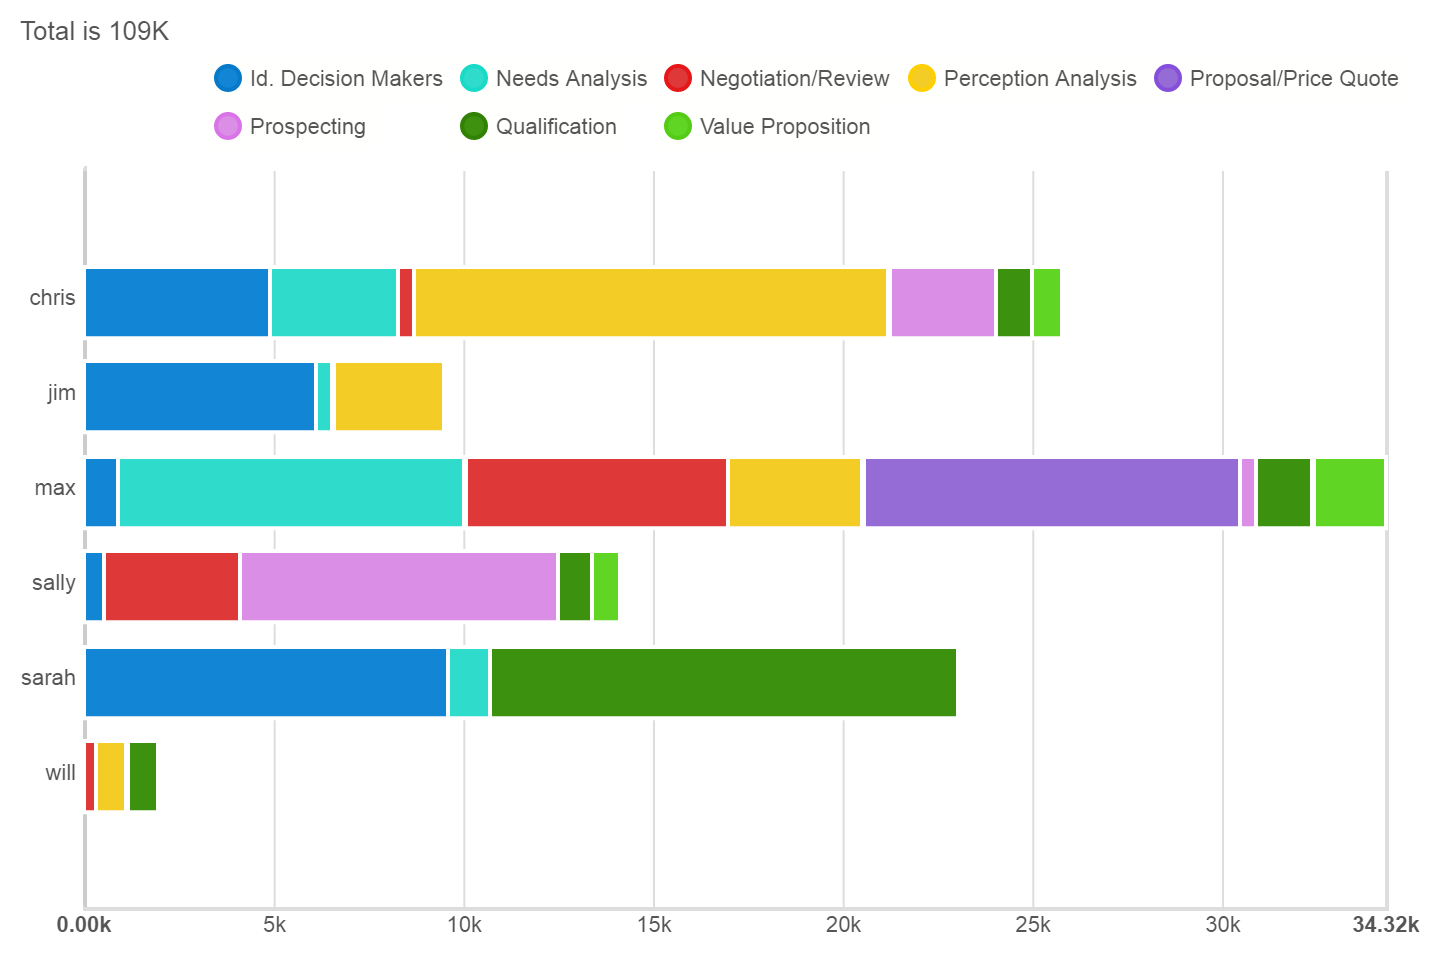 Total is 109K
Id. Decision Makers Needs Analysis Negotiation/Review Perception Analysis Proposal/Price Quote
Prospecting Qualification Value Proposition
chris
jim
max
sally
sarah
will
0.00k 5k 10k 15k 20k 25k 30k 34.32k